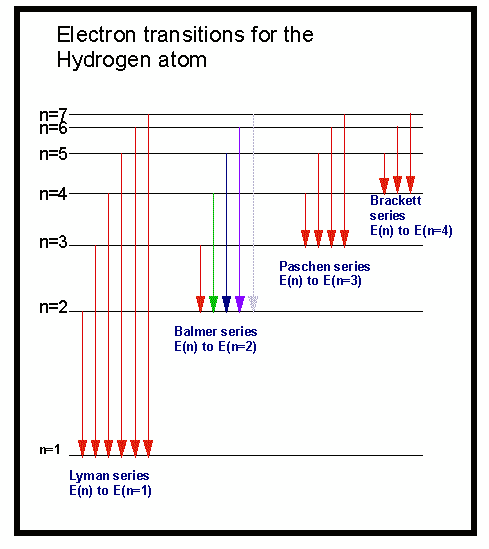 Electron transitions for the
Hydrogen atom
n=7
n=6
n=5
n=4
Brackett
series
E(n) to E(n=4)
n=3
Paschen series
E(n) to E(n=3)
n=2
Balmer series
E(n) to E(n=2)
n=1
Lyman series
E(n) to E(n=1)